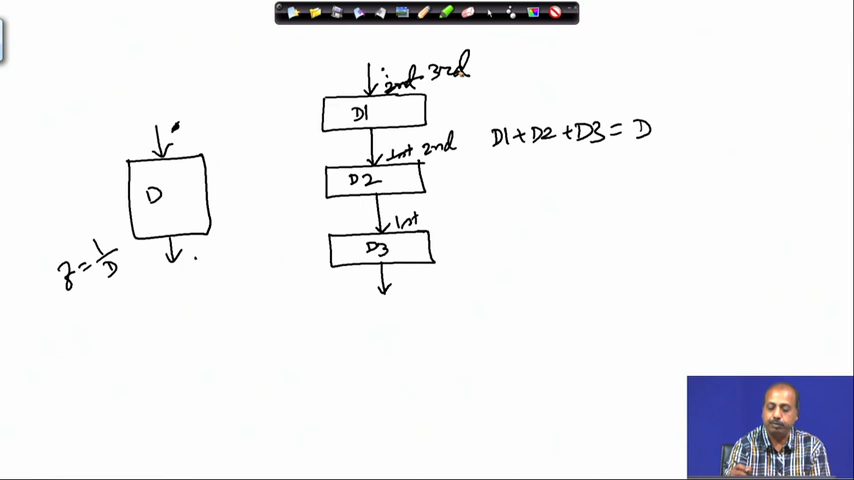 2nd 3rd
D1
D1+D2+D3=D
1st 2nd
D2
D
1st
D3
f=1/D